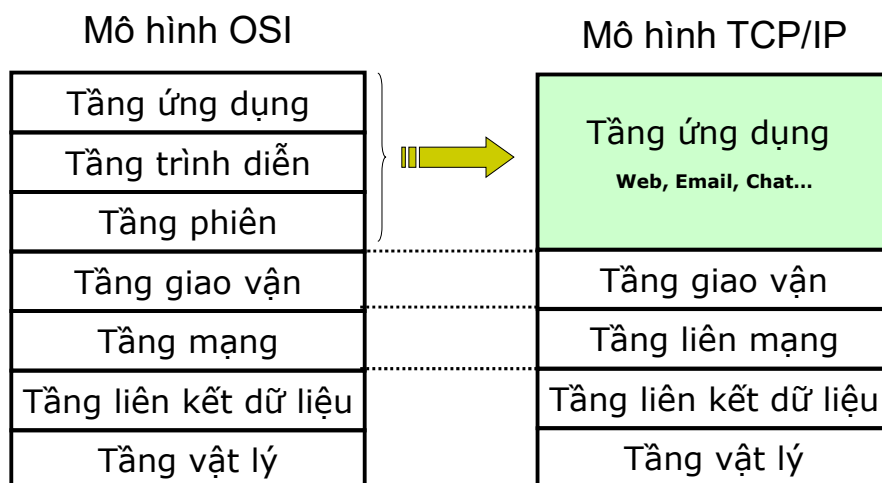 Mô hình OSI
Tầng ứng dụng
Tầng trình diễn
Tầng phiên
Tầng giao vận
Tầng mạng
Tầng liên kết dữ liệu
Tầng vật lý
Mô hình TCP/IP
Tầng ứng dụng
Web, Email, Chat...
Tầng giao vận
Tầng liên mạng
Tầng liên kết dữ liệu
Tầng vật lý